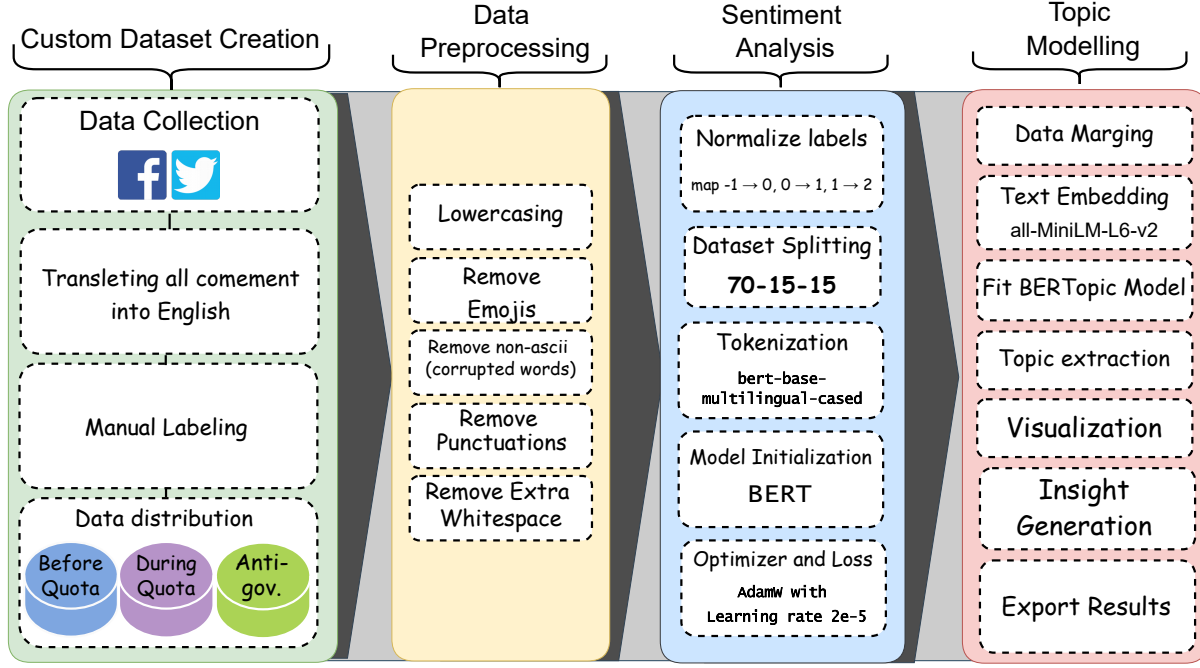 Custom Dataset Creation
Data Collection
Transleting all comement
into English
Manual Labeling
Data distribution
Before
Quota
During
Quota
Anti-
gov.
Data
Preprocessing
Lowercasing
Remove
Emojis
Remove non-ascii
(corrupted words)
Remove
Punctuations
Remove Extra
Whitespace
Sentiment
Analysis
Normalize labels
map -1 → 0, 0 → 1, 1 → 2
Dataset Splitting
70-15-15
Tokenization
bert-base-
multilingual-cased
Model Initialization
BERT
Optimizer and Loss
AdamW with
Learning rate 2e-5
Topic
Modelling
Data Marging
Text Embedding
all-MiniLM-L6-v2
Fit BERTopic Model
Topic extraction
Visualization
Insight
Generation
Export Results